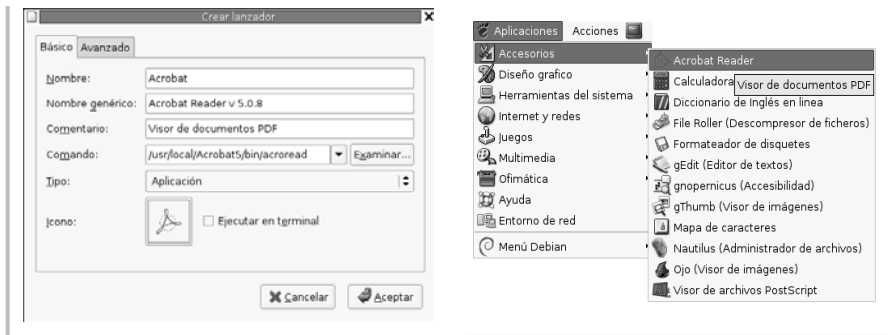 Crear lanzador
Básico Avanzado
Nombre: Acrobat
Nombre genérico: Acrobat Reader v 5.0.8
Comentario: Visor de documentos PDF
Comando: /usr/local/Acrobat5/bin/acroread Examinar...
Tipo: Aplicación
Icono: Ejecutar en terminal
Cancelar Aceptar
Aplicaciones Acciones
Accesorios
Diseño grafico
Herramientas del sistema
Internet y redes
Juegos
Multimedia
Ofimática
Ayuda
Entorno de red
Menú Debian
Acrobat Reader
Calculadora
Visor de documentos PDF
Diccionario de Inglés en linea
File Roller (Descompresor de ficheros)
Formateador de disquetes
gEdit (Editor de textos)
gnopernicus (Accesibilidad)
gThumb (Visor de imágenes)
Mapa de caracteres
Nautilus (Administrador de archivos)
Ojo (Visor de imágenes)
Visor de archivos PostScript